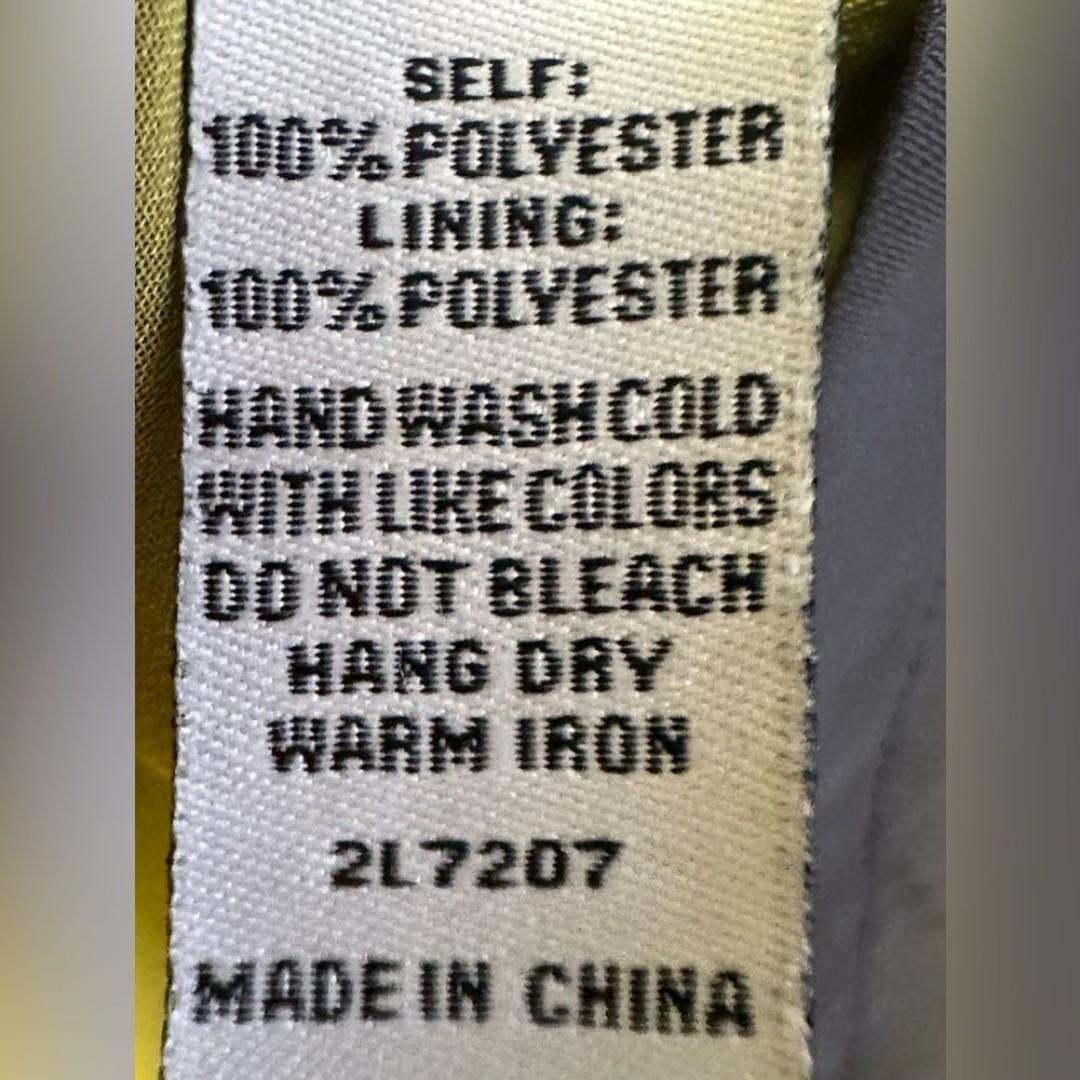 SELF:
100% POLYESTER
LINING:
100% POLYESTER
HAND WASH COLD
WITH LIKE COLORS
DO NOT BLEACH
HANG DRY
WARM IRON
2L7207
MADE IN CHINA